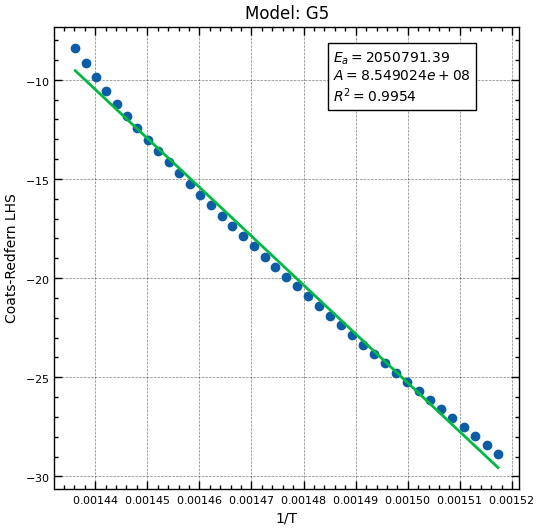 Model: G5
E_a = 2050791.39
A = 8.549024e + 08
R^2 = 0.9954
Coats-Redfern LHS
−10
−15
−20
−25
−30
0.00144 0.00145 0.00146 0.00147 0.00148 0.00149 0.00150 0.00151 0.00152
1/T